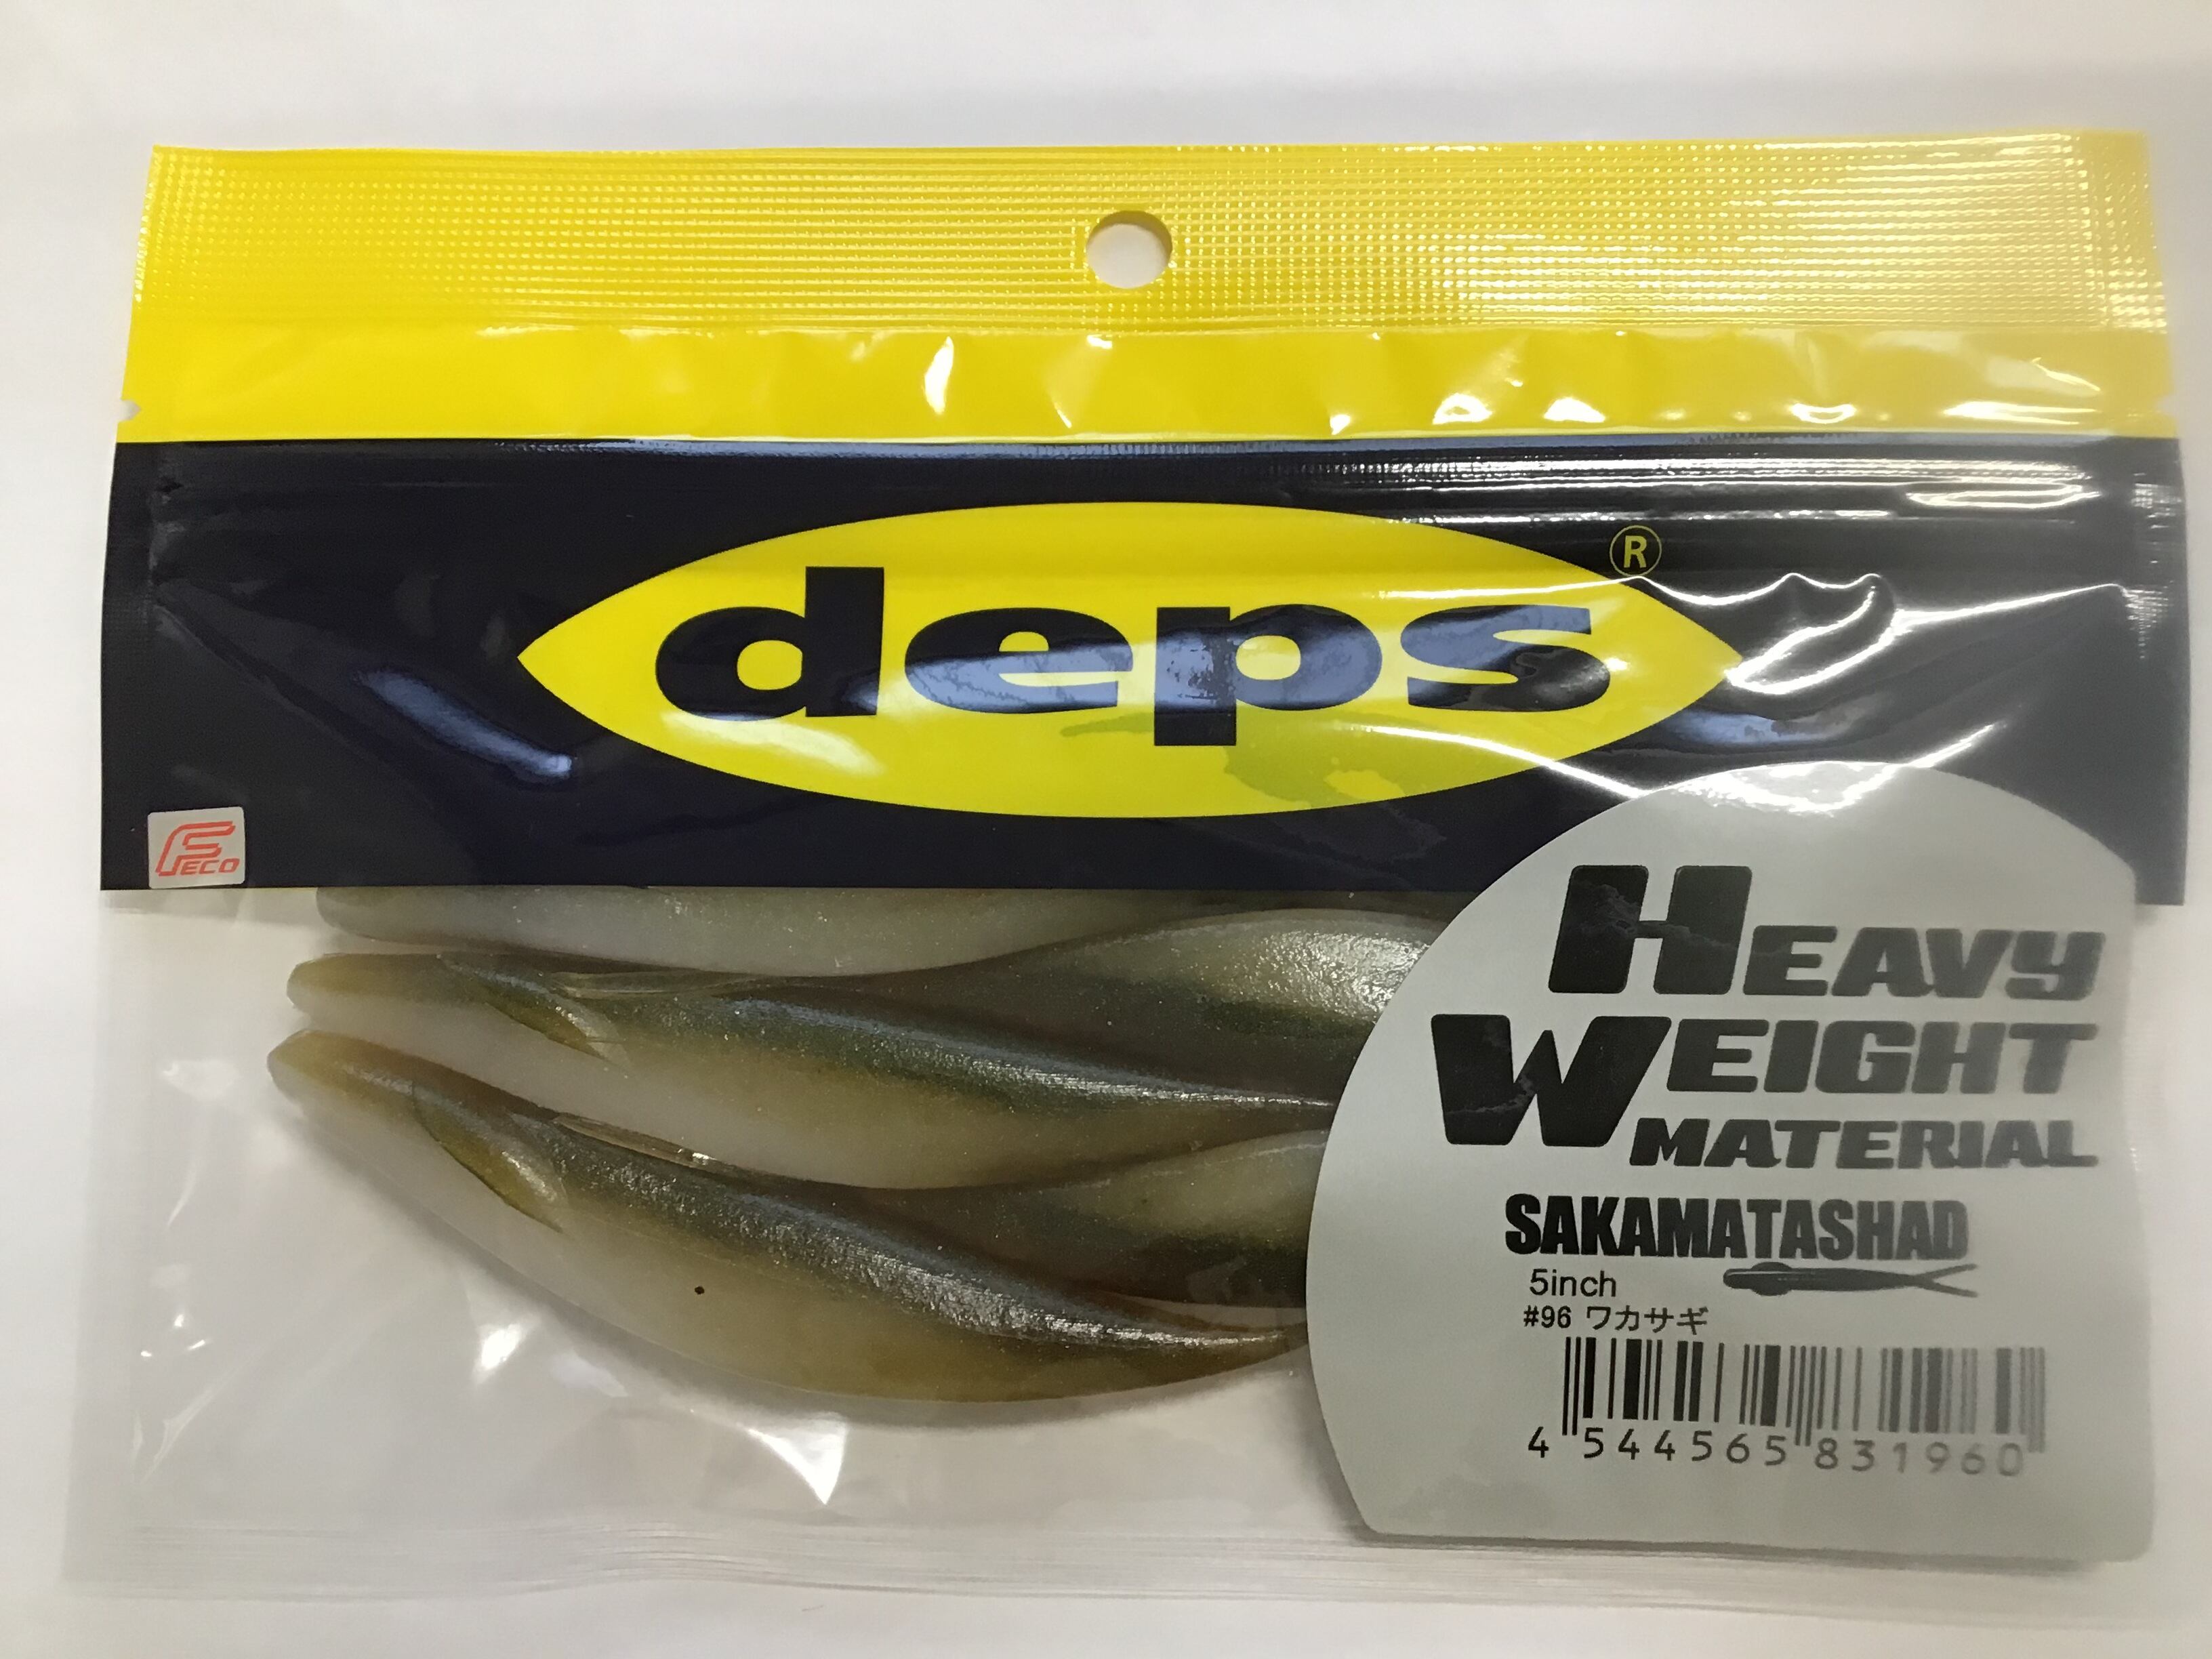 deps®
FECO
HEAVY
WEIGHT
MATERIAL
SAKAMATASHAD
5inch
#96 ワカサギ
4 544565 831960